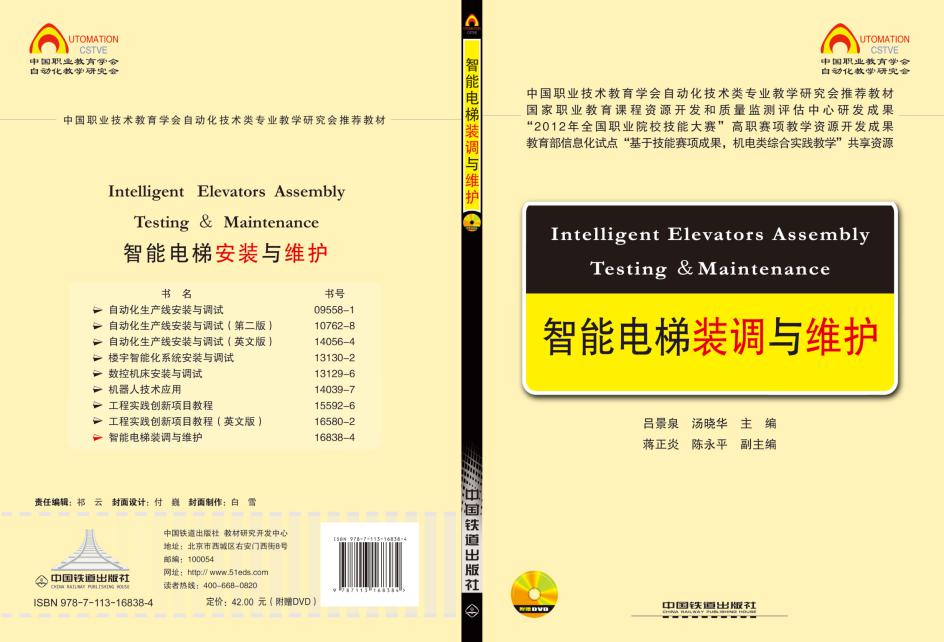 UTOMATION
CSTVE
中国职业教育学会
自动化教学研究会
中国职业技术教育学会自动化技术类专业教学研究会推荐教材
Intelligent Elevators Assembly
Testing & Maintenance
智能电梯安装与维护
书 名 书号
自动化生产线安装与调试 09558-1
自动化生产线安装与调试（第二版） 10762-8
自动化生产线安装与调试（英文版） 14056-4
楼宇智能化系统安装与调试 13130-2
数控机床安装与调试 13129-6
机器人技术应用 14039-7
工程实践创新项目教程 15592-6
工程实践创新项目教程（英文版） 16580-2
智能电梯装调与维护 16838-4
责任编辑：祁 云 封面设计：付 巍 封面制作：白 雪
中国铁道出版社
CHINA RAILWAY PUBLISHING HOUSE
ISBN 978-7-113-16838-4
中国铁道出版社 教材研究开发中心
地址：北京市西城区右安门西街8号
邮编：100054
网址：http:// www.51eds.com
读者热线：400-668-0820
定价：42.00 元（附赠DVD）
ISBN 978-7-113-16838-4
9 787113 168384
智能电梯装调与维护
中国铁道出版社
UTOMATION
CSTVE
中国职业教育学会
自动化教学研究会
中国职业技术教育学会自动化技术类专业教学研究会推荐教材
国家职业教育课程资源开发和质量监测评估中心研发成果
“2012年全国职业院校技能大赛”高职赛项教学资源开发成果
教育部信息化试点“基于技能赛项成果，机电类综合实践教学”共享资源
Intelligent Elevators Assembly
Testing & Maintenance
智能电梯装调与维护
吕景泉 汤晓华 主 编
蒋正炎 陈永平 副主编
附赠DVD
中国铁道出版社
CHINA RAILWAY PUBLISHING HOUSE